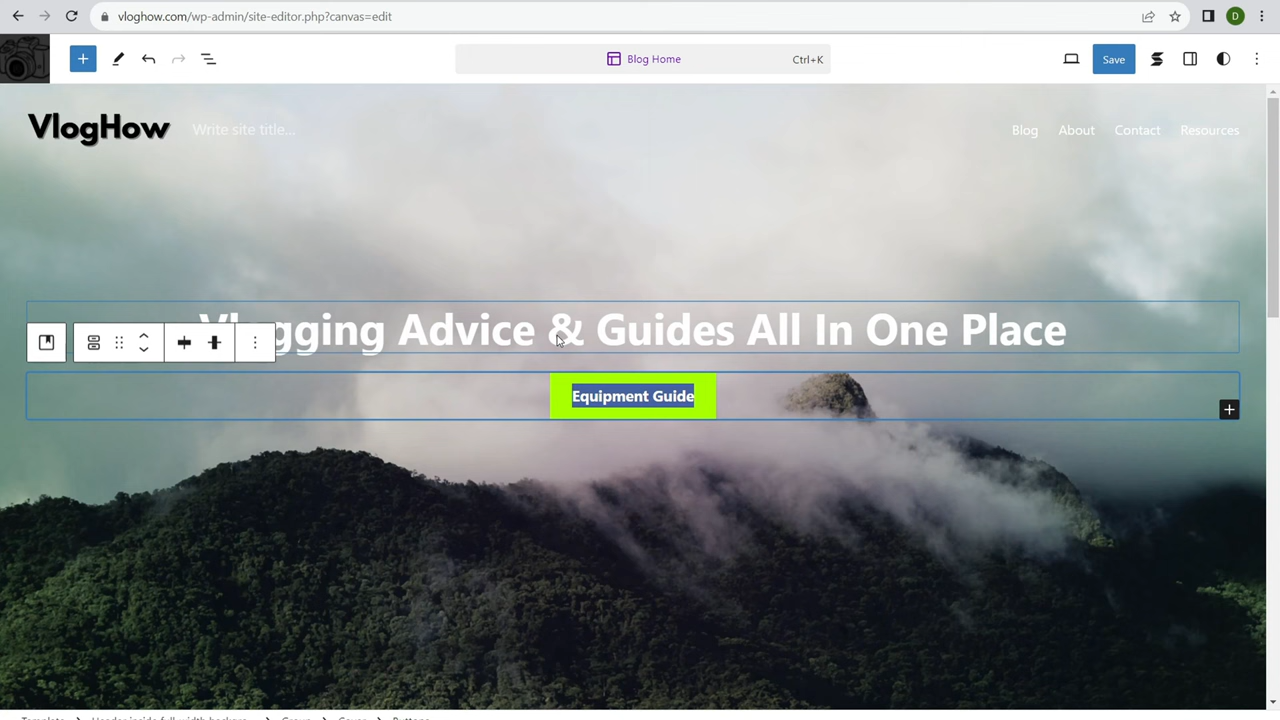 vloghow.com/wp-admin/site-editor.php?canvas=edit
D
Blog Home Ctrl+K
Save
VlogHow Write site title... Blog About Contact Resources
Vlogging Advice & Guides All In One Place
Equipment Guide